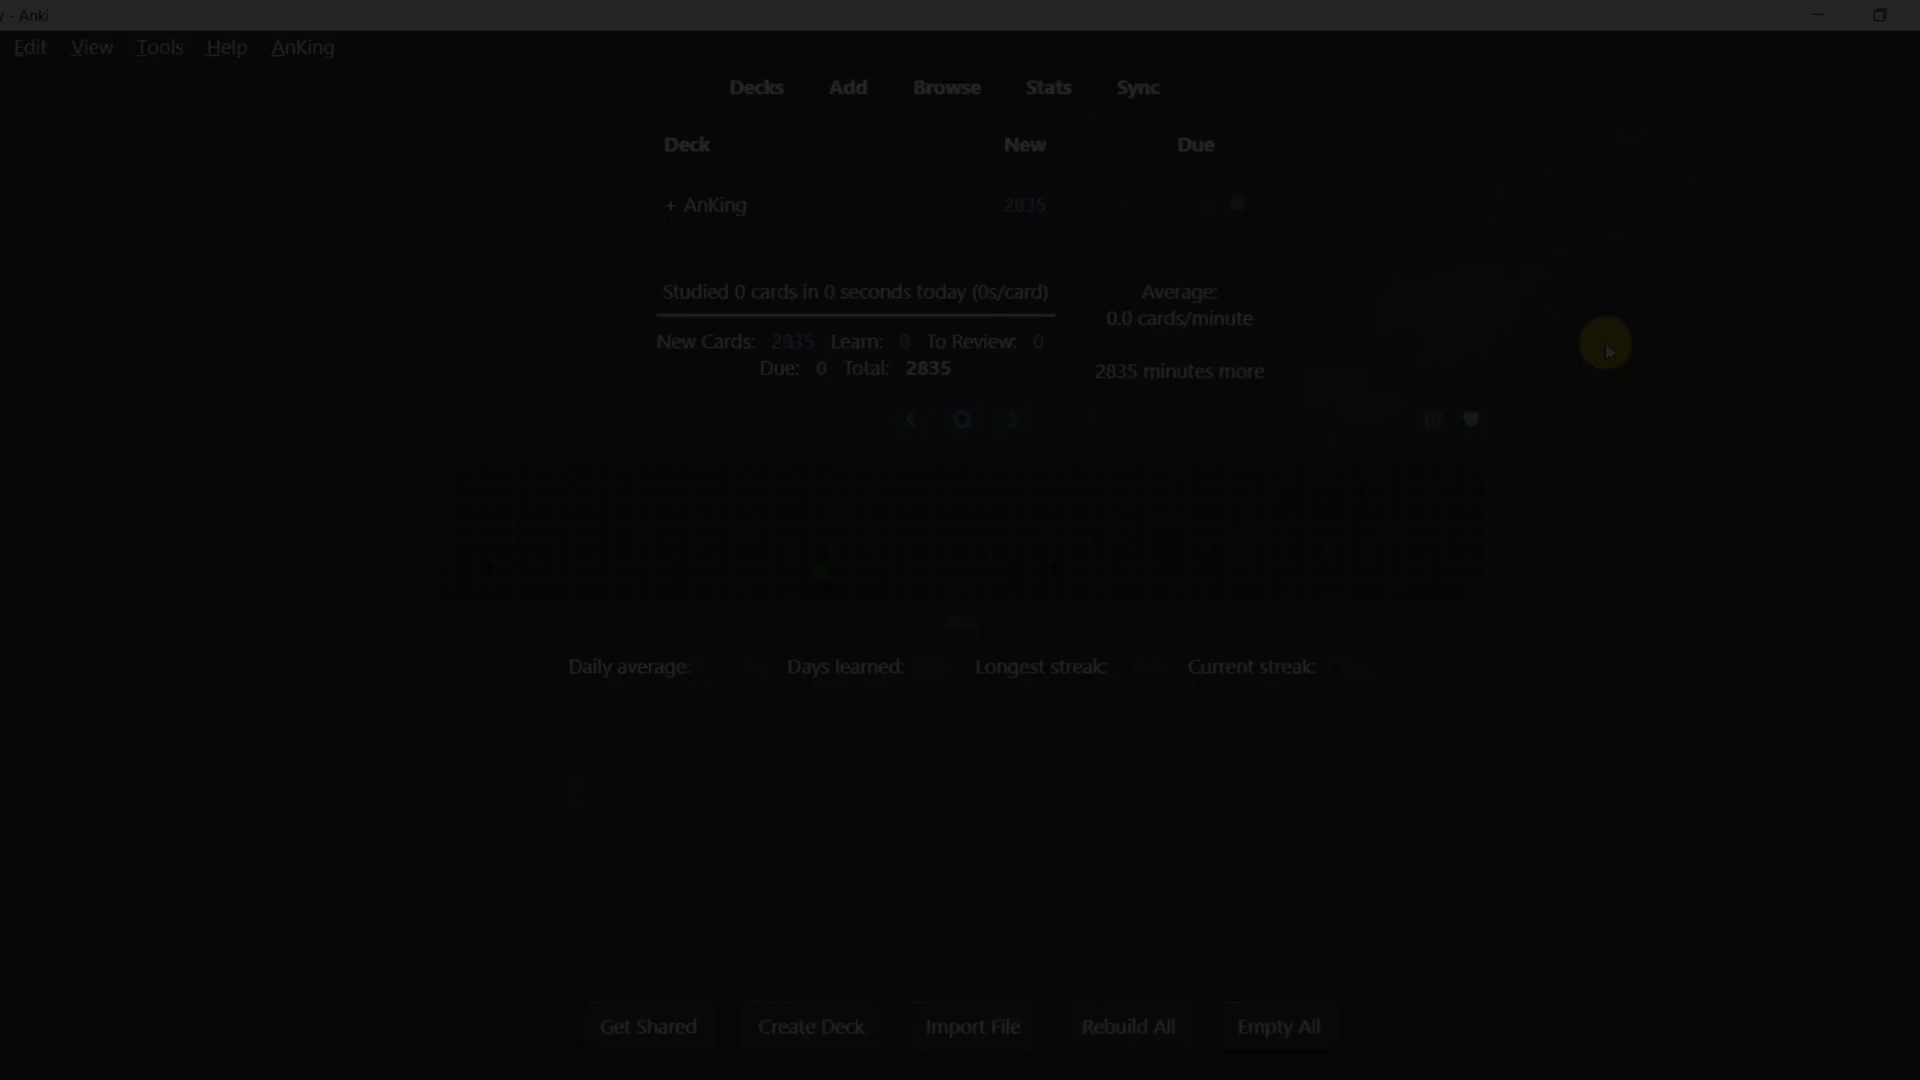 - Anki
Edit View Tools Help AnKing
Decks Add Browse Stats Sync
Deck New Due
+ AnKing 2835
Studied 0 cards in 0 seconds today (0s/card)
Average:
0.0 cards/minute
New Cards: 2835 Learn: 0 To Review: 0
Due: 0 Total: 2835
2835 minutes more
Daily average: Days learned: Longest streak: Current streak:
Get Shared Create Deck Import File Rebuild All Empty All